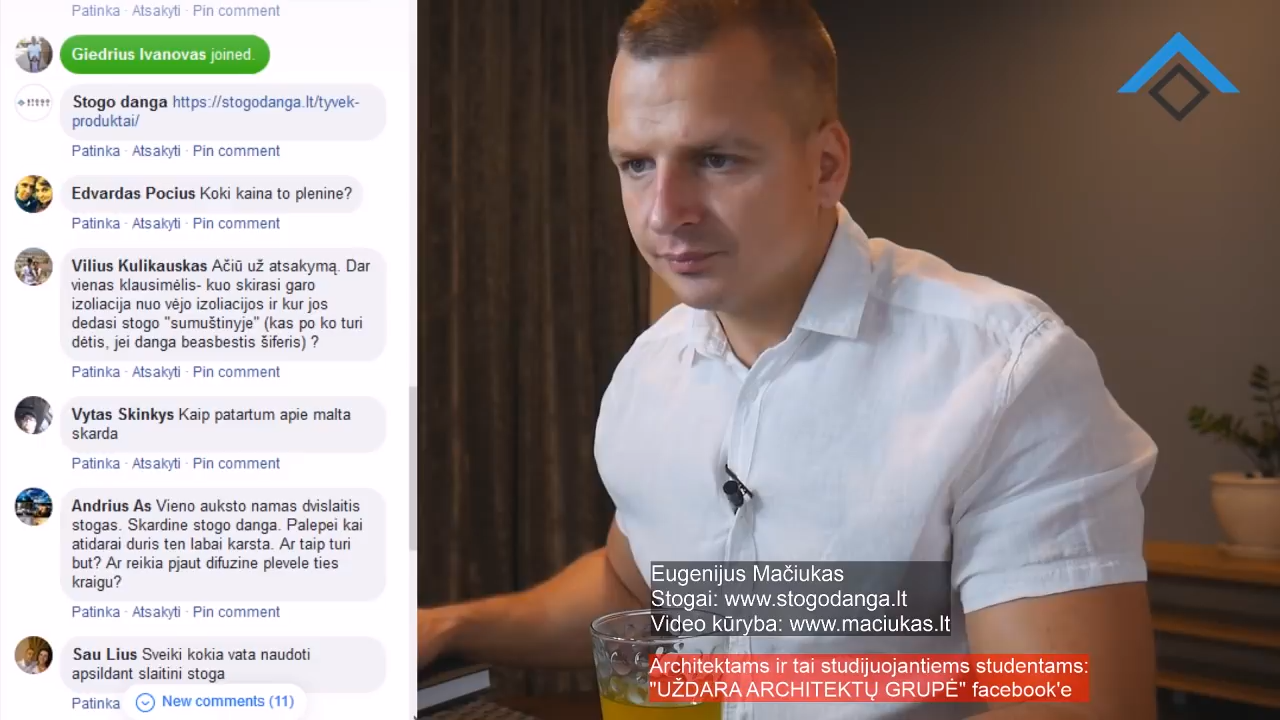 Patinka · Atsakyti · Pin comment
Giedrius Ivanovas joined.
Stogo danga https://stogodanga.lt/tyvek-
produktai/
Patinka · Atsakyti · Pin comment
Edvardas Pocius Koki kaina to plenine?
Patinka · Atsakyti · Pin comment
Vilius Kulikauskas Ačiū už atsakymą. Dar
vienas klausimėlis- kuo skirasi garo
izoliacija nuo vėjo izoliacijos ir kur jos
dedasi stogo "sumuštinyje" (kas po ko turi
dėtis, jei danga beasbestis šiferis) ?
Patinka · Atsakyti · Pin comment
Vytas Skinkys Kaip patartum apie malta
skarda
Patinka · Atsakyti · Pin comment
Andrius As Vieno auksto namas dvislaitis
stogas. Skardine stogo danga. Palepei kai
atidarai duris ten labai karsta. Ar taip turi
but? Ar reikia pjaut difuzine plevele ties
kraigu?
Patinka · Atsakyti · Pin comment
Sau Lius Sveiki kokia vata naudoti
apsildant slaitini stoga
Patinka
New comments (11)
Eugenijus Mačiukas
Stogai: www.stogodanga.lt
Video kūryba: www.maciukas.lt
Architektams ir tai studijuojantiems studentams:
"UŽDARA ARCHITEKTŲ GRUPĖ" facebook'e